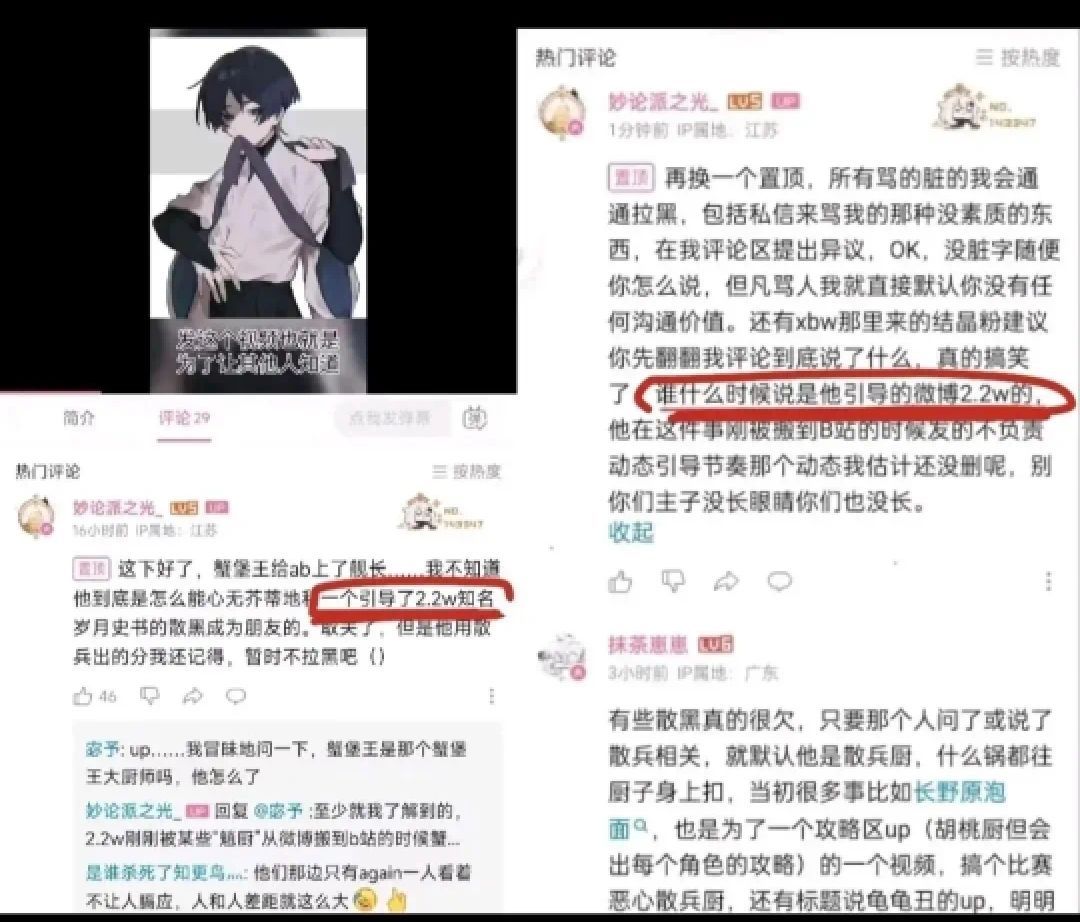 发这个视频也就是
为了让其他人知道
简介
评论 29
点我发弹幕
弹
热门评论
按热度
妙论派之光_ LV5 UP
16小时前 IP属地：江苏
NO.
143347
置顶 这下好了，蟹堡王给ab上了舰长……我不知道
他到底是怎么能心无芥蒂地和一个引导了2.2w知名
岁月史书的散黑成为朋友的。取关了，但是他用散
兵出的分我还记得，暂时不拉黑吧（）
46
宓予: up……我冒昧地问一下，蟹堡王是那个蟹堡
王大厨师吗，他怎么了
妙论派之光_ UP 回复 @宓予 :至少就我了解到的，
2.2w刚刚被某些“魈厨”从微博搬到b站的时候蟹...
是谁杀死了知更鸟....: 他们那边只有again一人看着
不让人膈应，人和人差距就这么大
热门评论
按热度
妙论派之光_ LV5 UP
1分钟前 IP属地：江苏
NO.
143347
置顶 再换一个置顶，所有骂的脏的我会通
通拉黑，包括私信来骂我的那种没素质的东
西，在我评论区提出异议，OK，没脏字随便
你怎么说，但凡骂人我就直接默认你没有任
何沟通价值。还有xbw那里来的结晶粉建议
你先翻翻我评论到底说了什么，真的搞笑
了，谁什么时候说是他引导的微博2.2w的，
他在这件事刚被搬到B站的时候发的不负责
动态引导节奏那个动态我估计还没删呢，别
你们主子没长眼睛你们也没长。
收起
抹茶崽崽 LV6
3小时前 IP属地：广东
有些散黑真的很欠，只要那个人问了或说了
散兵相关，就默认他是散兵厨，什么锅都往
厨子身上扣，当初很多事比如长野原泡
面，也是为了一个攻略区up（胡桃厨但会
出每个角色的攻略）的一个视频，搞个比赛
恶心散兵厨，还有标题说龟龟丑的up，明明